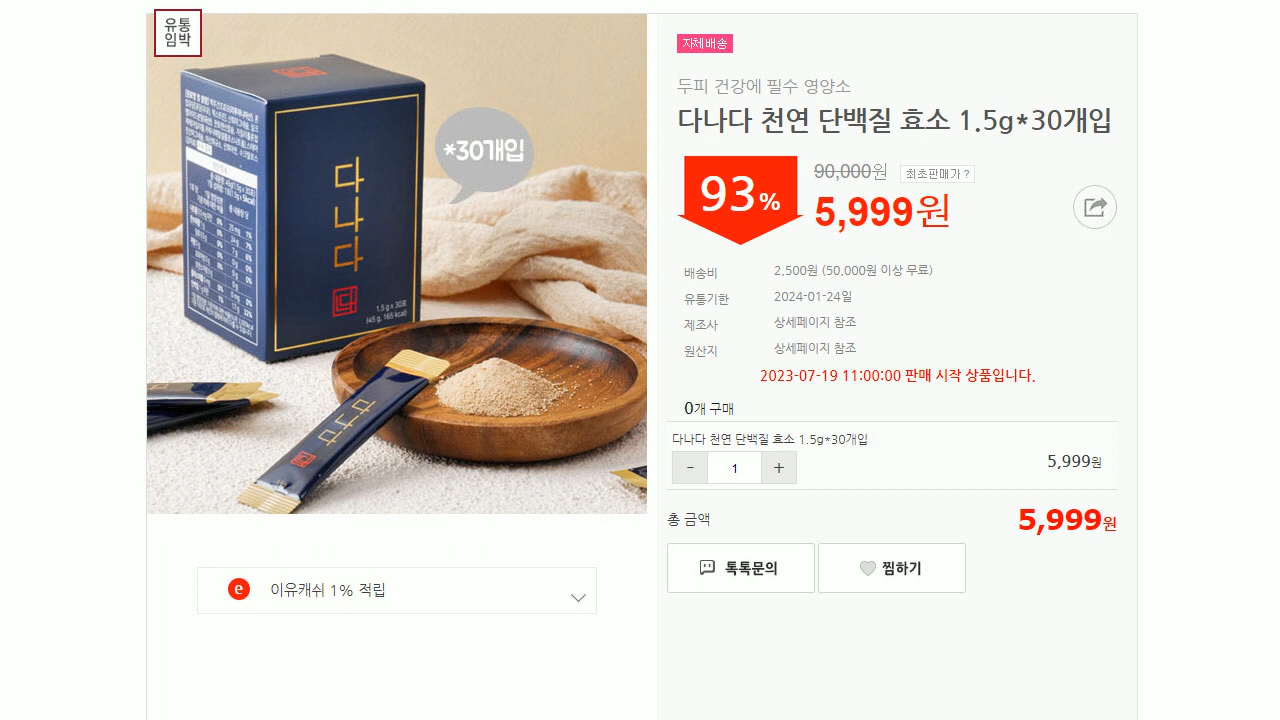 유통
임박
*30개입
다
나
다
1.5 g x 30포
(45 g, 165 kcal)
다나다
자체배송
두피 건강에 필수 영양소
다나다 천연 단백질 효소 1.5g*30개입
93%
90,000원
최초판매가 ?
5,999원
배송비 2,500원 (50,000원 이상 무료)
유통기한 2024-01-24일
제조사 상세페이지 참조
원산지 상세페이지 참조
2023-07-19 11:00:00 판매 시작 상품입니다.
0개 구매
다나다 천연 단백질 효소 1.5g*30개입
- 1 +
5,999원
총 금액 5,999원
톡톡문의
찜하기
e 이유캐쉬 1% 적립